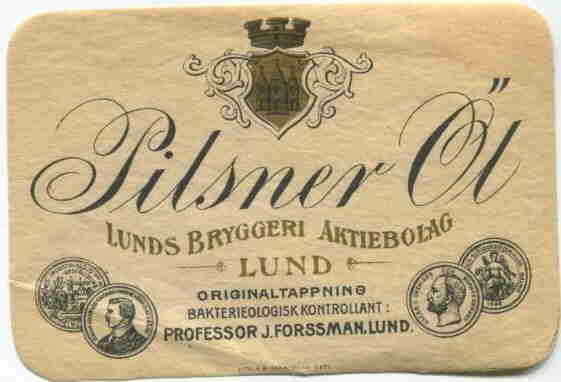 Pilsner Öl
LUNDS BRYGGERI AKTIEBOLAG
LUND
ORIGINALTAPPNING
BAKTERIEOLOGISK KONTROLLANT:
PROFESSOR J. FORSSMAN, LUND.